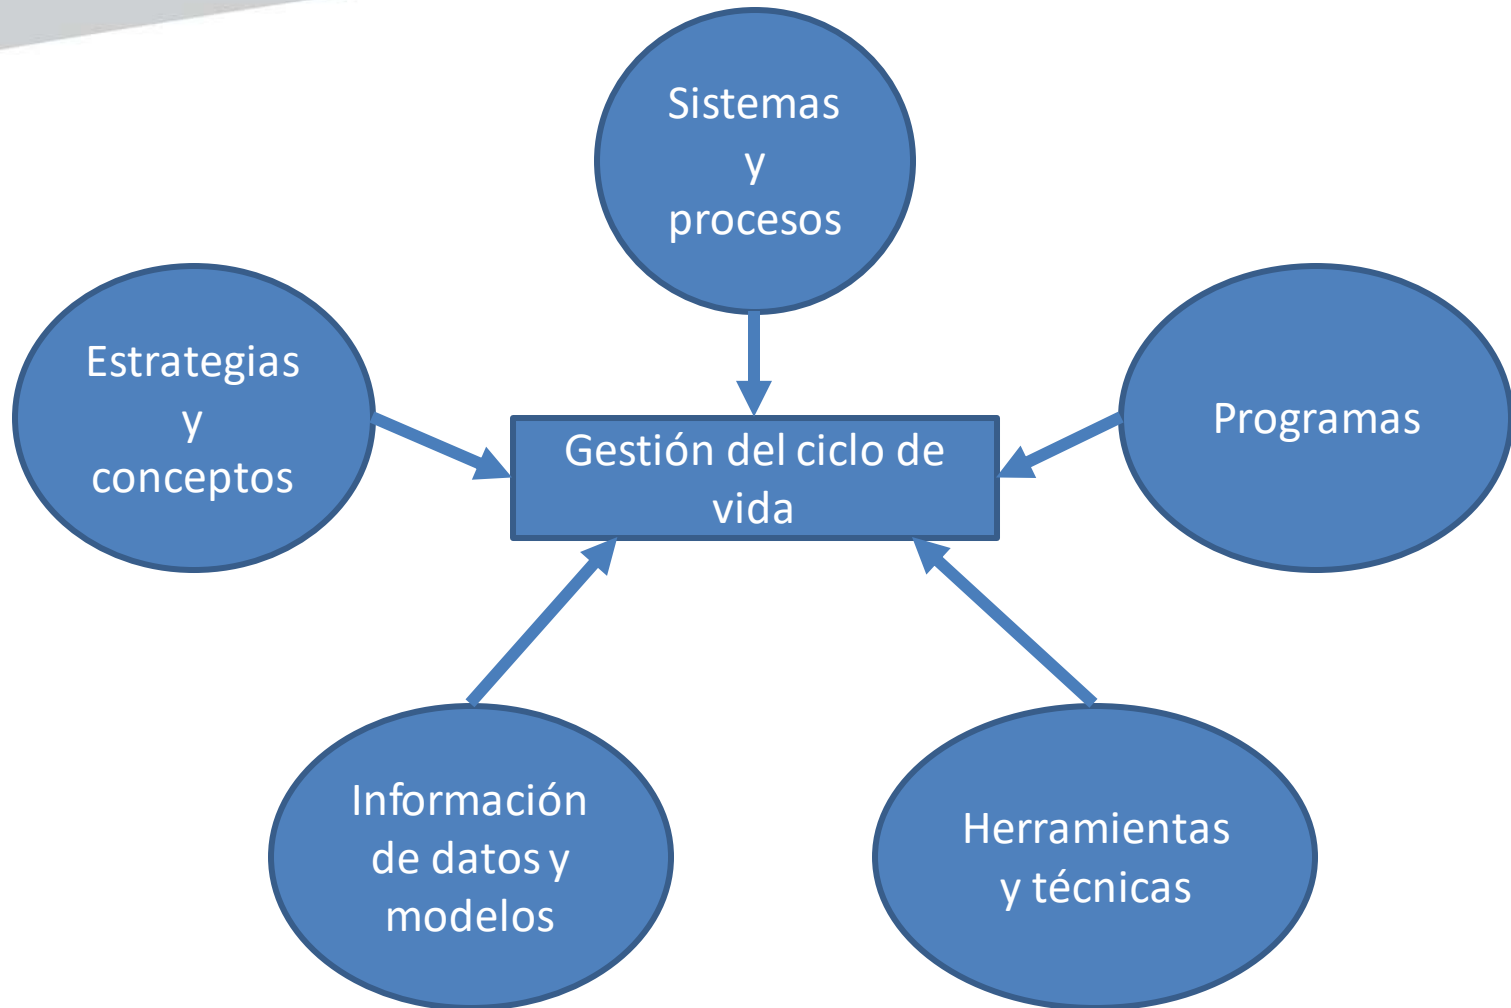 Sistemas
y
procesos
Estrategias
y
conceptos
Programas
Gestión del ciclo de
vida
Información
de datos y
modelos
Herramientas
y técnicas